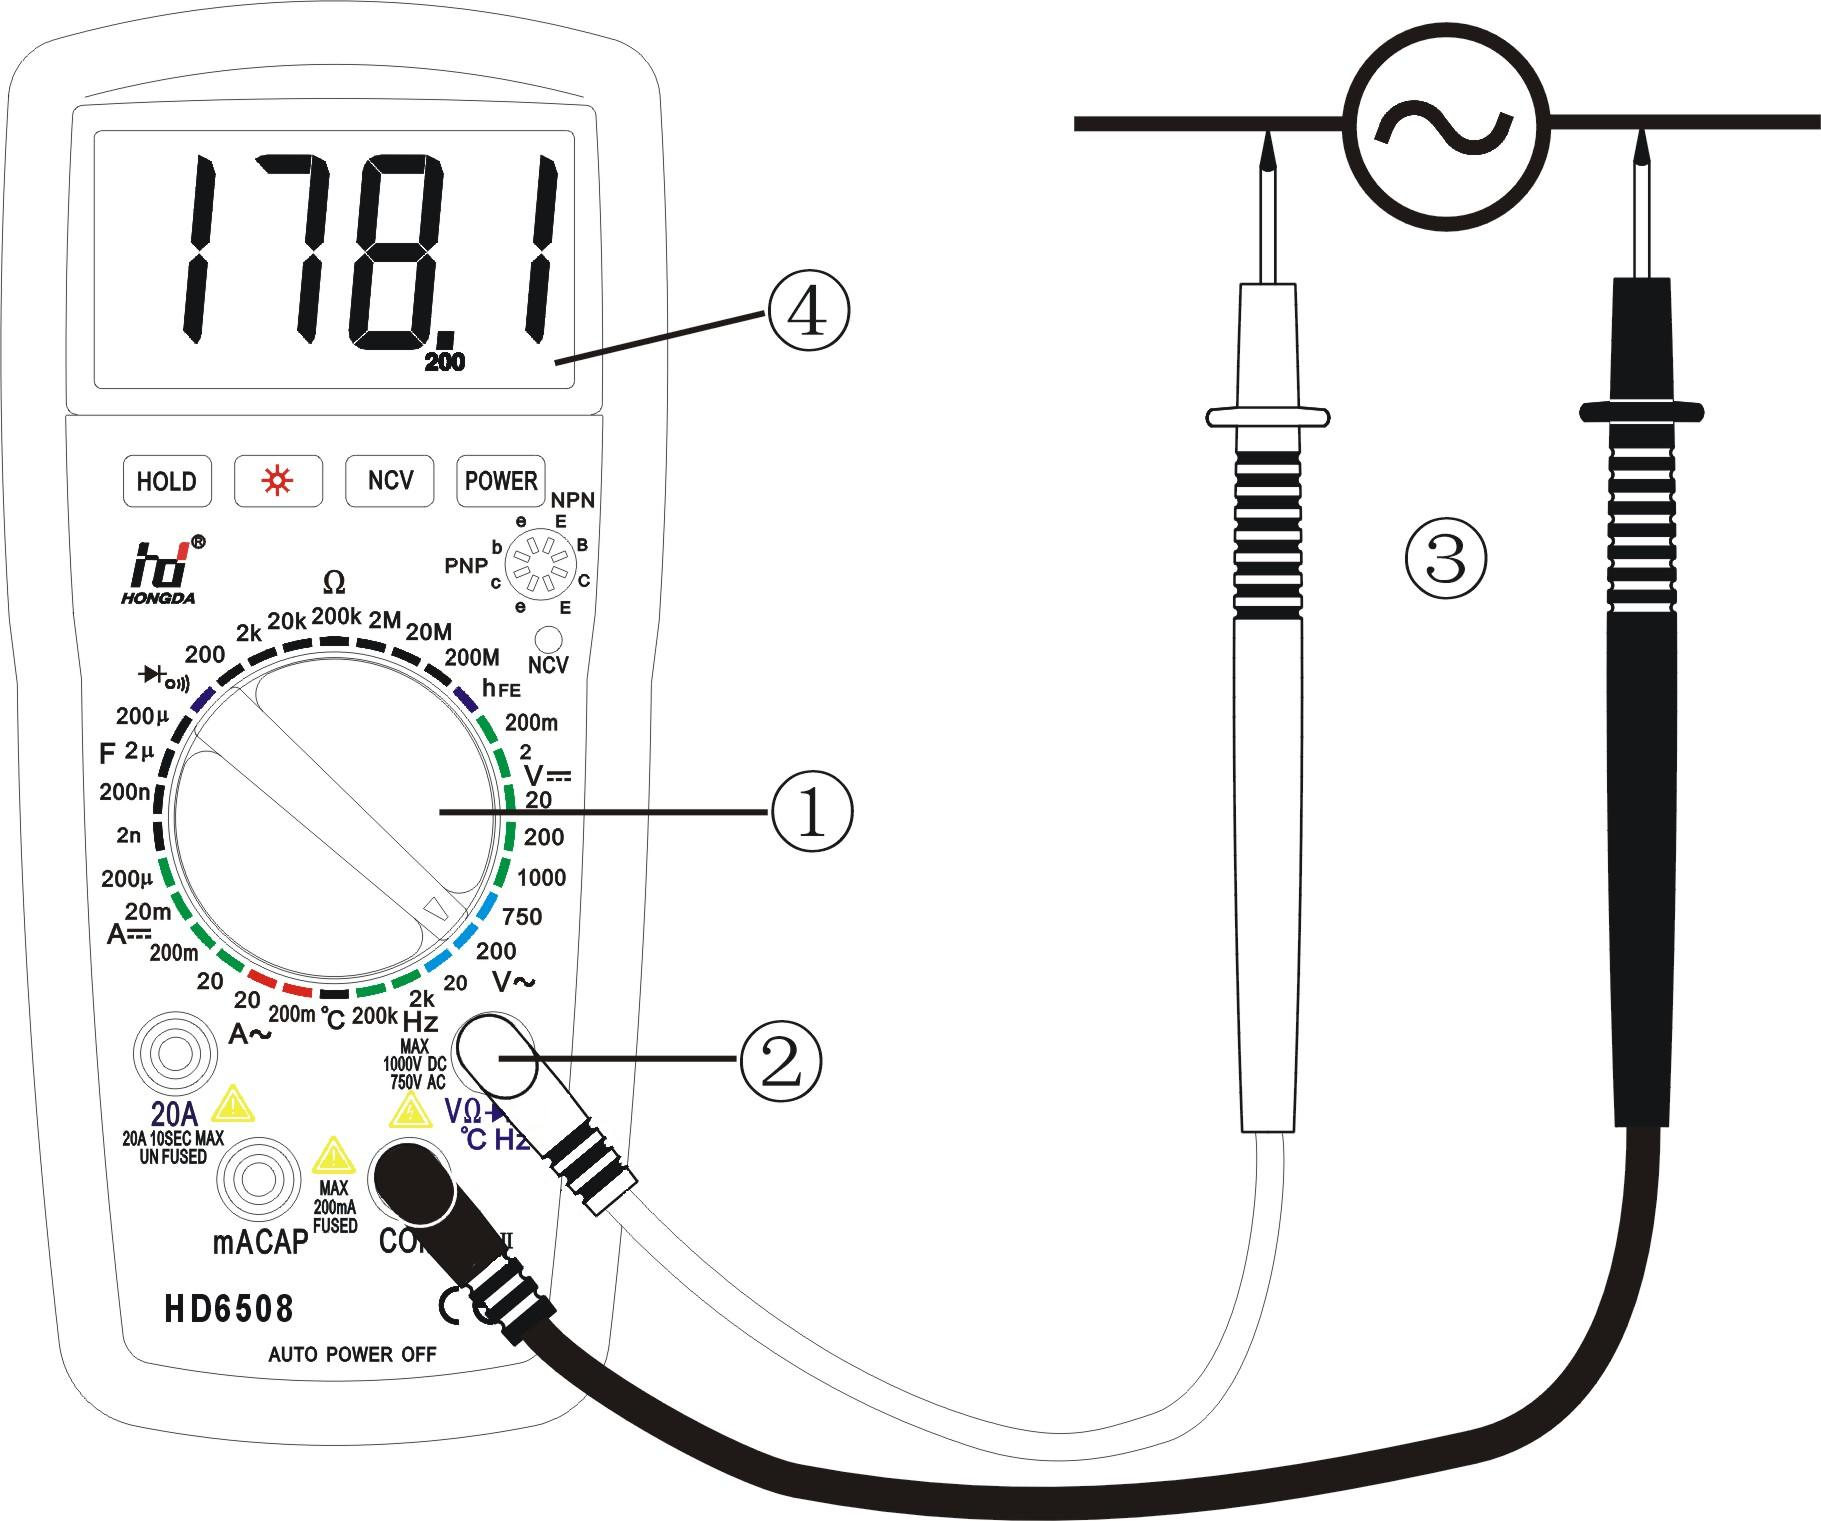 178.1
200
④
HOLD
NCV
POWER
NPN
e E
b B
PNP
c C
e E
hd®
HONGDA
NCV
Ω
200 2k 20k 200k 2M 20M 200M
hFE
200m
2
V⎓
20
200
1000
750
200
V~
20
2k
Hz
200k
°C
200m
20
A~
20
200m
A⎓
20m
200μ
2n
200n
F 2μ
200μ
①
②
③
MAX
1000V DC
750V AC
VΩ
°C Hz
20A
20A 10SEC MAX
UN FUSED
MAX
200mA
FUSED
mACAP
HD6508
AUTO POWER OFF